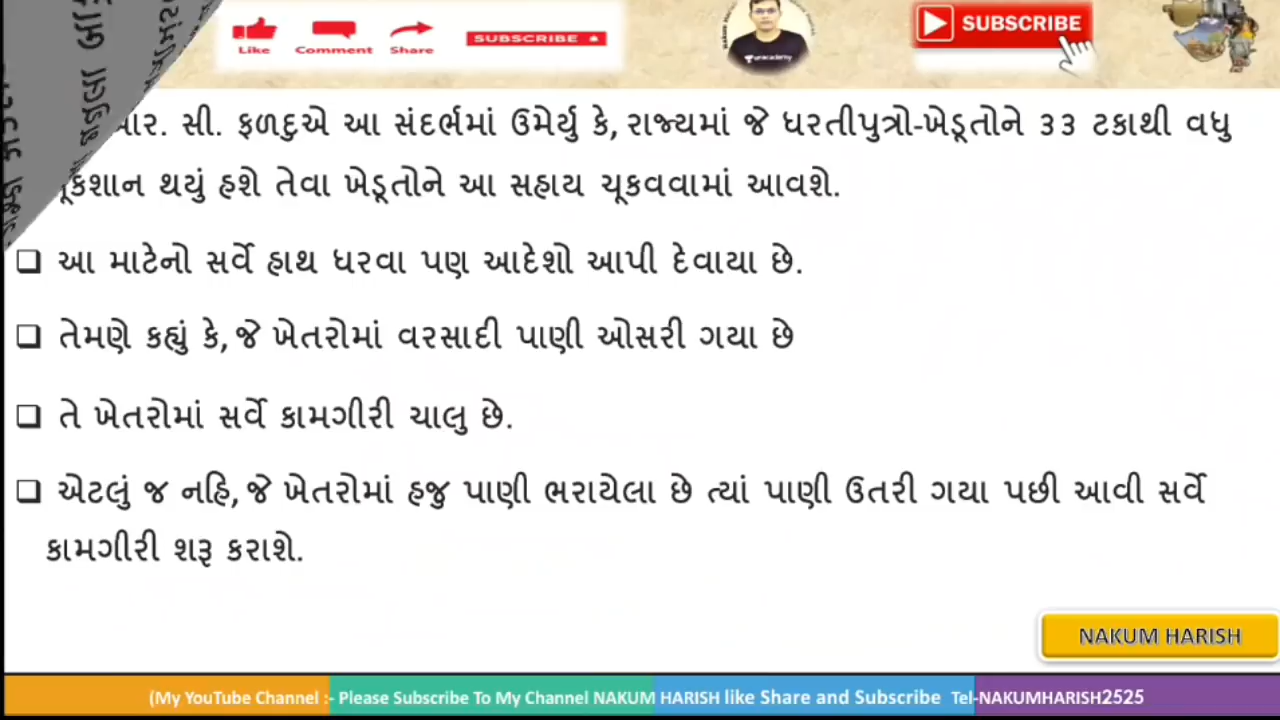 Like Comment Share SUBSCRIBE
unacademy
SUBSCRIBE
આર. સી. ફળદુએ આ સંદર્ભમાં ઉમેર્યુ કે, રાજ્યમાં જે ધરતીપુત્રો-ખેડૂતોને ૩૩ ટકાથી વધુ
થયું હશે તેવા ખેડૂતોને આ સહાય ચૂકવવામાં આવશે.
આ માટેનો સર્વે હાથ ધરવા પણ આદેશો આપી દેવાયા છે.
તેમણે કહ્યું કે, જે ખેતરોમાં વરસાદી પાણી ઓસરી ગયા છે
તે ખેતરોમાં સર્વે કામગીરી ચાલુ છે.
એટલું જ નહિ, જે ખેતરોમાં હજુ પાણી ભરાયેલા છે ત્યાં પાણી ઉતરી ગયા પછી આવી સર્વે
કામગીરી શરૂ કરાશે.
NAKUM HARISH
(My YouTube Channel :- Please Subscribe To My Channel NAKUM HARISH like Share and Subscribe Tel-NAKUMHARISH2525